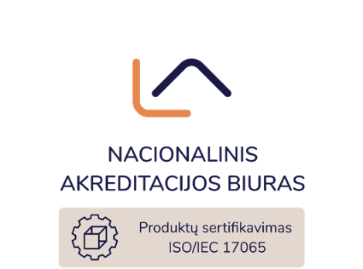 NACIONALINIS
AKREDITACIJOS BIURAS
Produktų sertifikavimas
ISO/IEC 17065